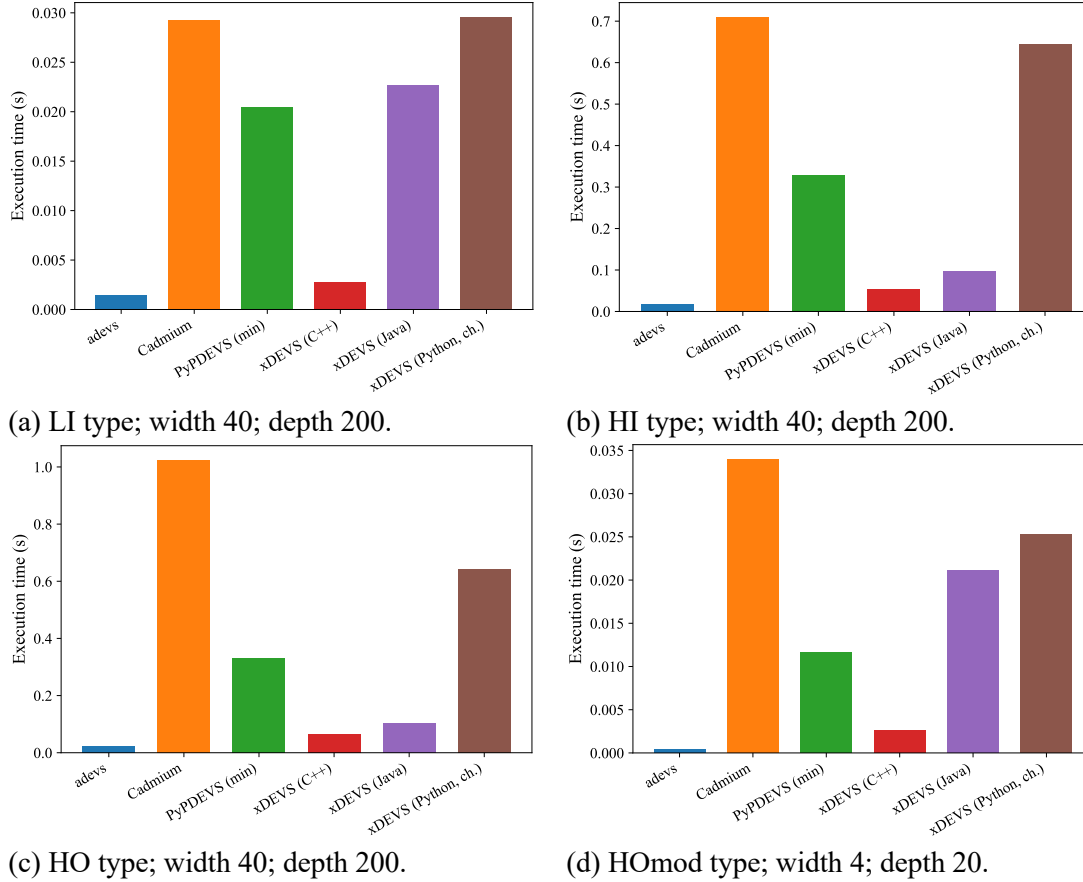 0.030
0.025
0.020
0.015
0.010
0.005
0.000
Execution time (s)
adevs
Cadmium
PyPDEVS (min)
xDEVS (C++)
xDEVS (Java)
xDEVS (Python, ch.)
(a) LI type; width 40; depth 200.
0.7
0.6
0.5
0.4
0.3
0.2
0.1
0.0
Execution time (s)
adevs
Cadmium
PyPDEVS (min)
xDEVS (C++)
xDEVS (Java)
xDEVS (Python, ch.)
(b) HI type; width 40; depth 200.
1.0
0.8
0.6
0.4
0.2
0.0
Execution time (s)
adevs
Cadmium
PyPDEVS (min)
xDEVS (C++)
xDEVS (Java)
xDEVS (Python, ch.)
(c) HO type; width 40; depth 200.
0.035
0.030
0.025
0.020
0.015
0.010
0.005
0.000
Execution time (s)
adevs
Cadmium
PyPDEVS (min)
xDEVS (C++)
xDEVS (Java)
xDEVS (Python, ch.)
(d) HOmod type; width 4; depth 20.